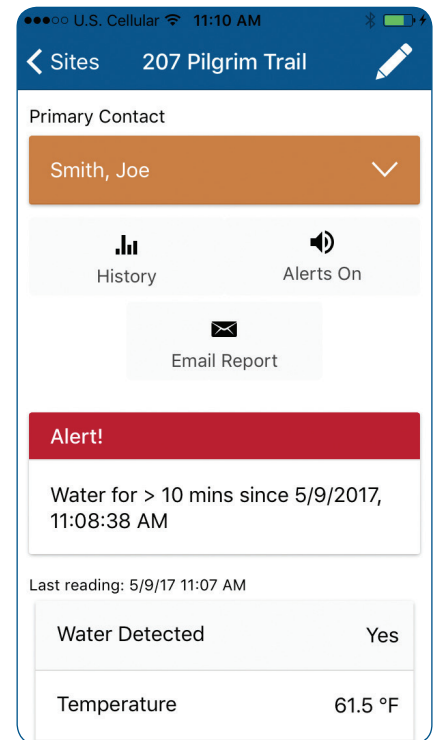 U.S. Cellular 11:10 AM
Sites 207 Pilgrim Trail
Primary Contact
Smith, Joe
History Alerts On
Email Report
Alert!
Water for > 10 mins since 5/9/2017,
11:08:38 AM
Last reading: 5/9/17 11:07 AM
Water Detected Yes
Temperature 61.5 °F